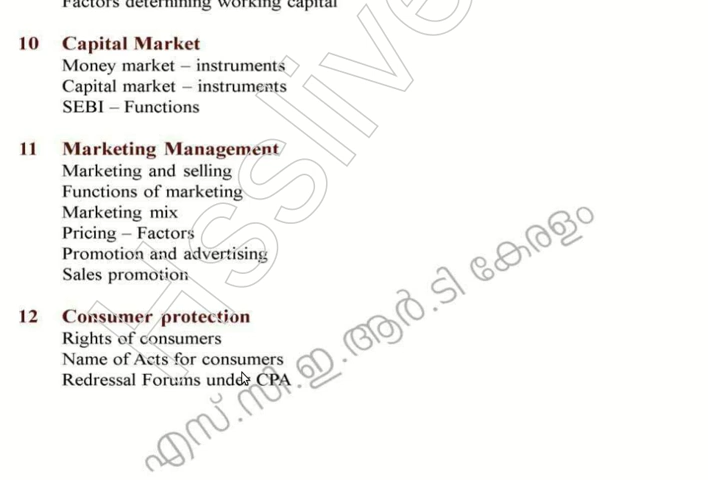 Factors determining working capital
10 Capital Market
Money market – instruments
Capital market – instruments
SEBI – Functions
11 Marketing Management
Marketing and selling
Functions of marketing
Marketing mix
Pricing – Factors
Promotion and advertising
Sales promotion
12 Consumer protection
Rights of consumers
Name of Acts for consumers
Redressal Forums under CPA
Hsslive
എസ്.സി.ഇ.ആർ.ടി കേരളം